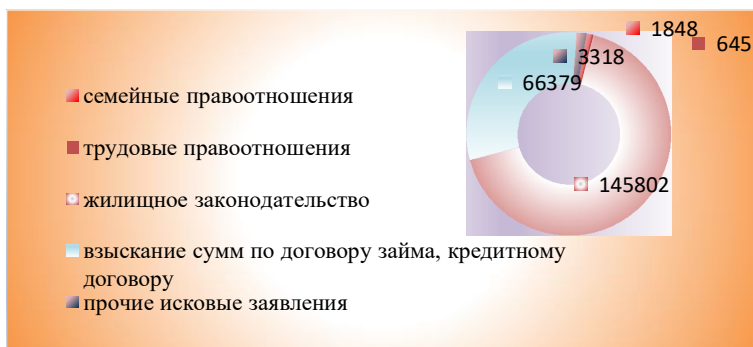 семейные правоотношения
трудовые правоотношения
жилищное законодательство
взыскание сумм по договору займа, кредитному
договору
прочие исковые заявления
1848
645
3318
66379
145802